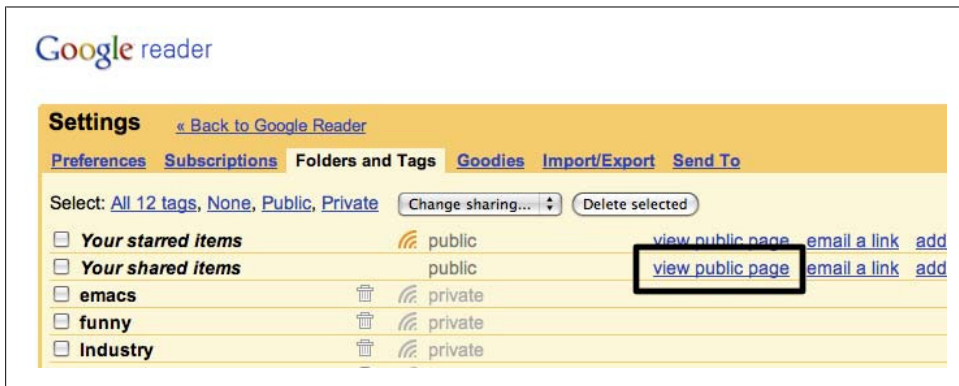 Google reader
Settings « Back to Google Reader
Preferences Subscriptions Folders and Tags Goodies Import/Export Send To
Select: All 12 tags, None, Public, Private Change sharing... Delete selected
Your starred items public view public page email a link add
Your shared items public view public page email a link add
emacs private
funny private
Industry private